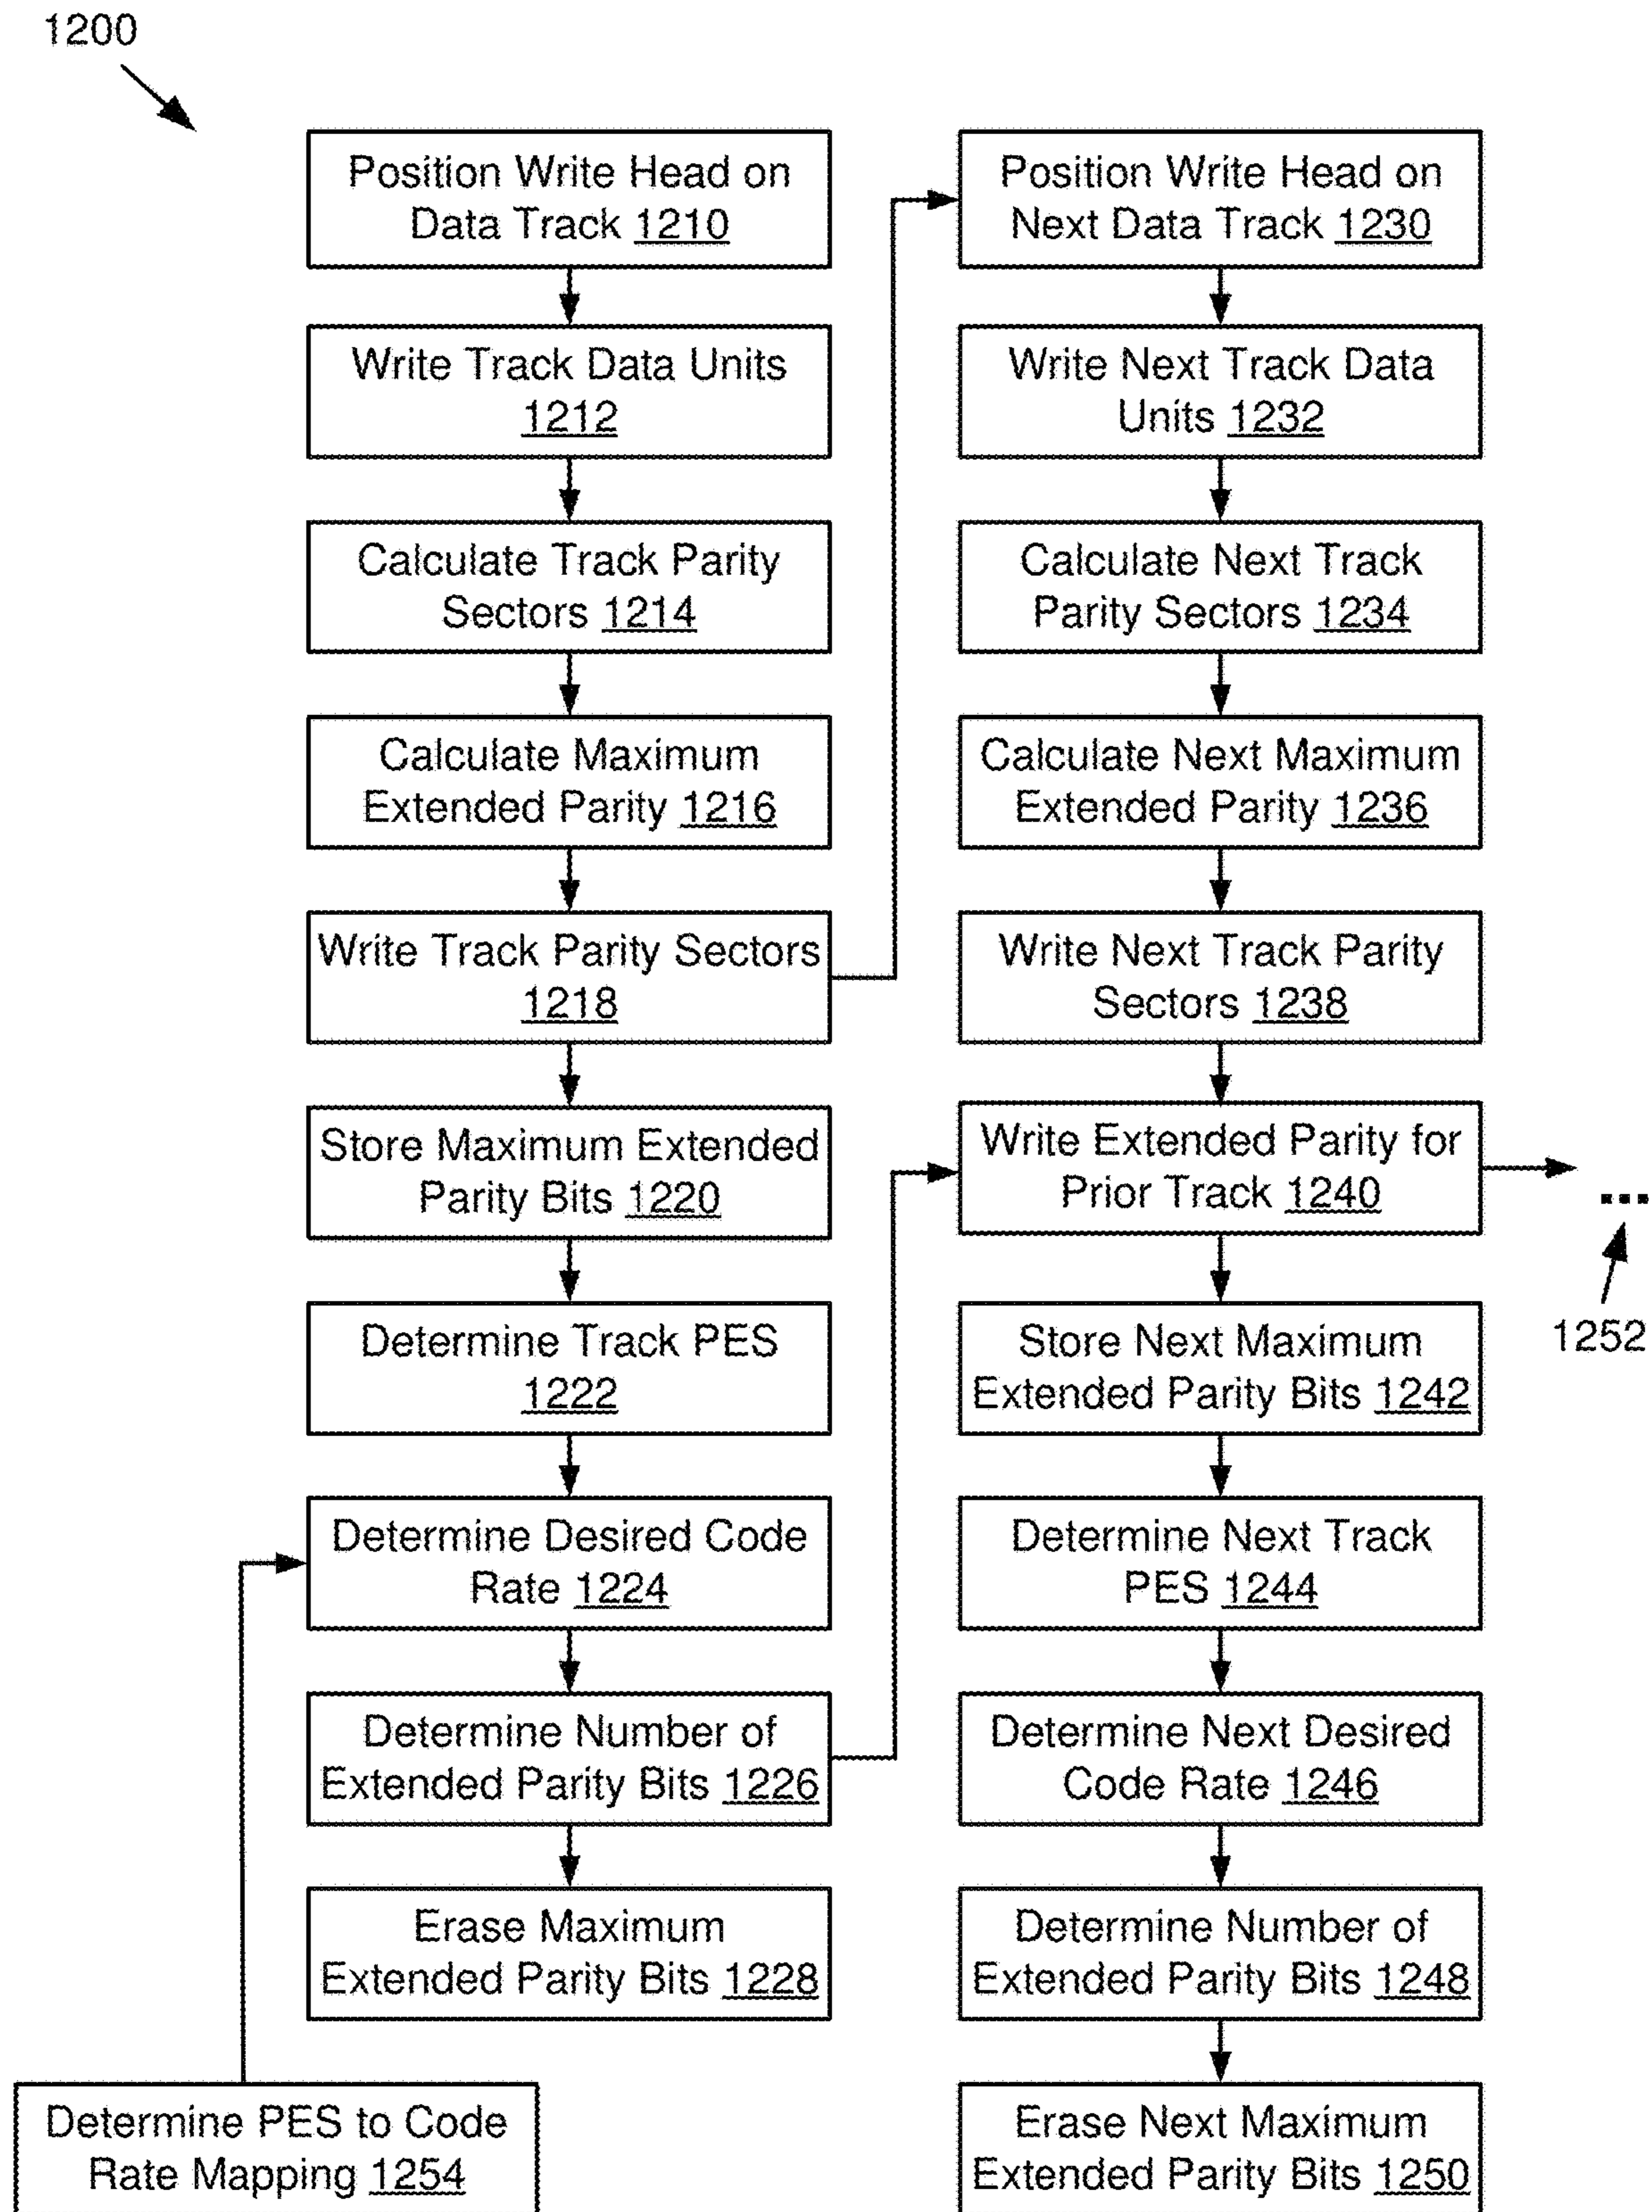 1200
Position Write Head on
Data Track 1210
Write Track Data Units
1212
Calculate Track Parity
Sectors 1214
Calculate Maximum
Extended Parity 1216
Write Track Parity Sectors
1218
Store Maximum Extended
Parity Bits 1220
Determine Track PES
1222
Determine Desired Code
Rate 1224
Determine Number of
Extended Parity Bits 1226
Erase Maximum
Extended Parity Bits 1228
Determine PES to Code
Rate Mapping 1254
Position Write Head on
Next Data Track 1230
Write Next Track Data
Units 1232
Calculate Next Track
Parity Sectors 1234
Calculate Next Maximum
Extended Parity 1236
Write Next Track Parity
Sectors 1238
Write Extended Parity for
Prior Track 1240
Store Next Maximum
Extended Parity Bits 1242
Determine Next Track
PES 1244
Determine Next Desired
Code Rate 1246
Determine Number of
Extended Parity Bits 1248
Erase Next Maximum
Extended Parity Bits 1250
...
1252